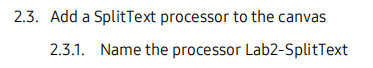 2.3. Add a SplitText processor to the canvas
2.3.1. Name the processor Lab2-SplitText